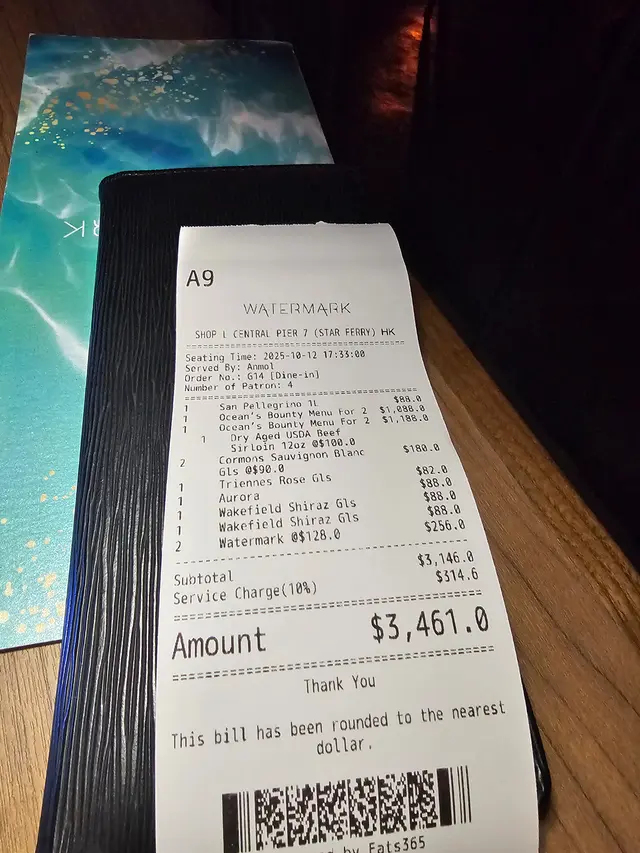 RK
A9
WATERMARK
SHOP L CENTRAL PIER 7 (STAR FERRY) HK
Seating Time: 2025-10-12 17:33:00
Served By: Anmol
Order No.: G14 [Dine-in]
Number of Patron: 4
1 San Pellegrino 1L $88.0
1 Ocean's Bounty Menu For 2 $1,088.0
1 Ocean's Bounty Menu For 2 $1,188.0
1 Dry Aged USDA Beef
Sirloin 12oz @$100.0
2 Cormons Sauvignon Blanc $180.0
Gls @$90.0
1 Triennes Rose Gls $82.0
1 Aurora $88.0
1 Wakefield Shiraz Gls $88.0
1 Wakefield Shiraz Gls $88.0
2 Watermark @$128.0 $256.0
Subtotal $3,146.0
Service Charge(10%) $314.6
Amount $3,461.0
Thank You
This bill has been rounded to the nearest
dollar.
by Eats365